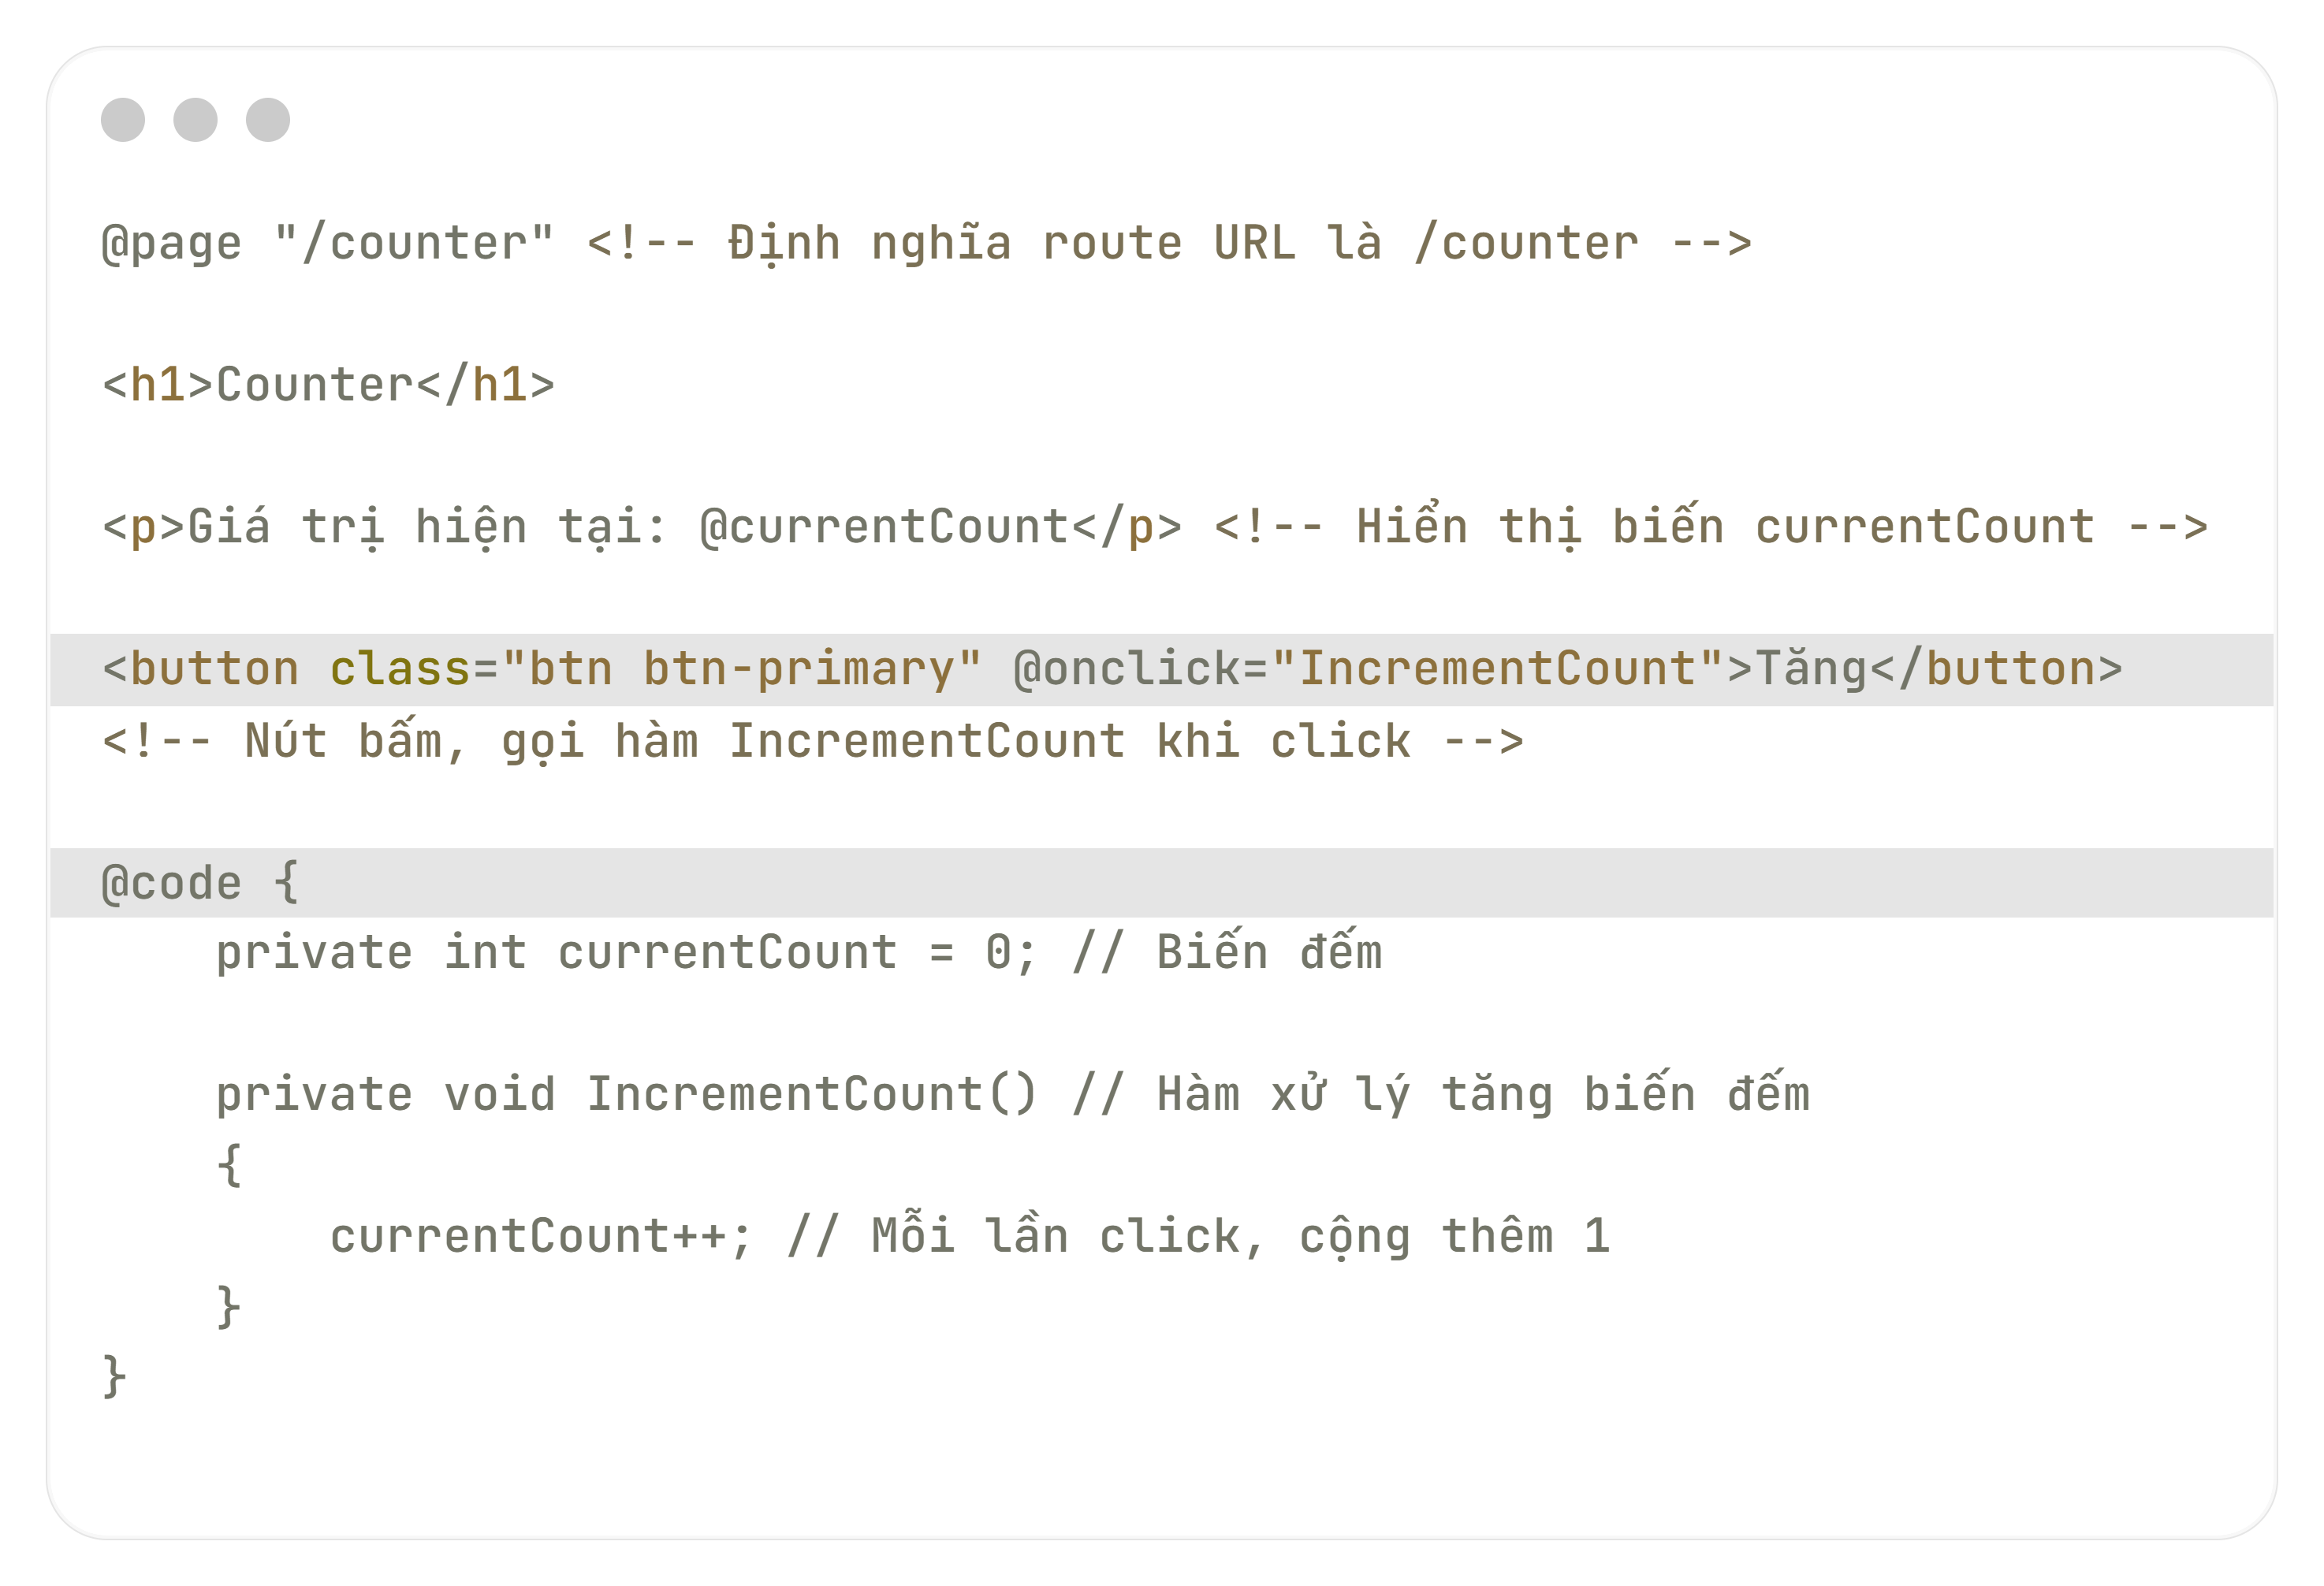 @page "/counter" <!-- Định nghĩa route URL là /counter -->
<h1>Counter</h1>
<p>Giá trị hiện tại: @currentCount</p> <!-- Hiển thị biến currentCount -->
<button class="btn btn-primary" @onclick="IncrementCount">Tăng</button>
<!-- Nút bấm, gọi hàm IncrementCount khi click -->
@code {
    private int currentCount = 0; // Biến đếm
    private void IncrementCount() // Hàm xử lý tăng biến đếm
    {
        currentCount++; // Mỗi lần click, cộng thêm 1
    }
}